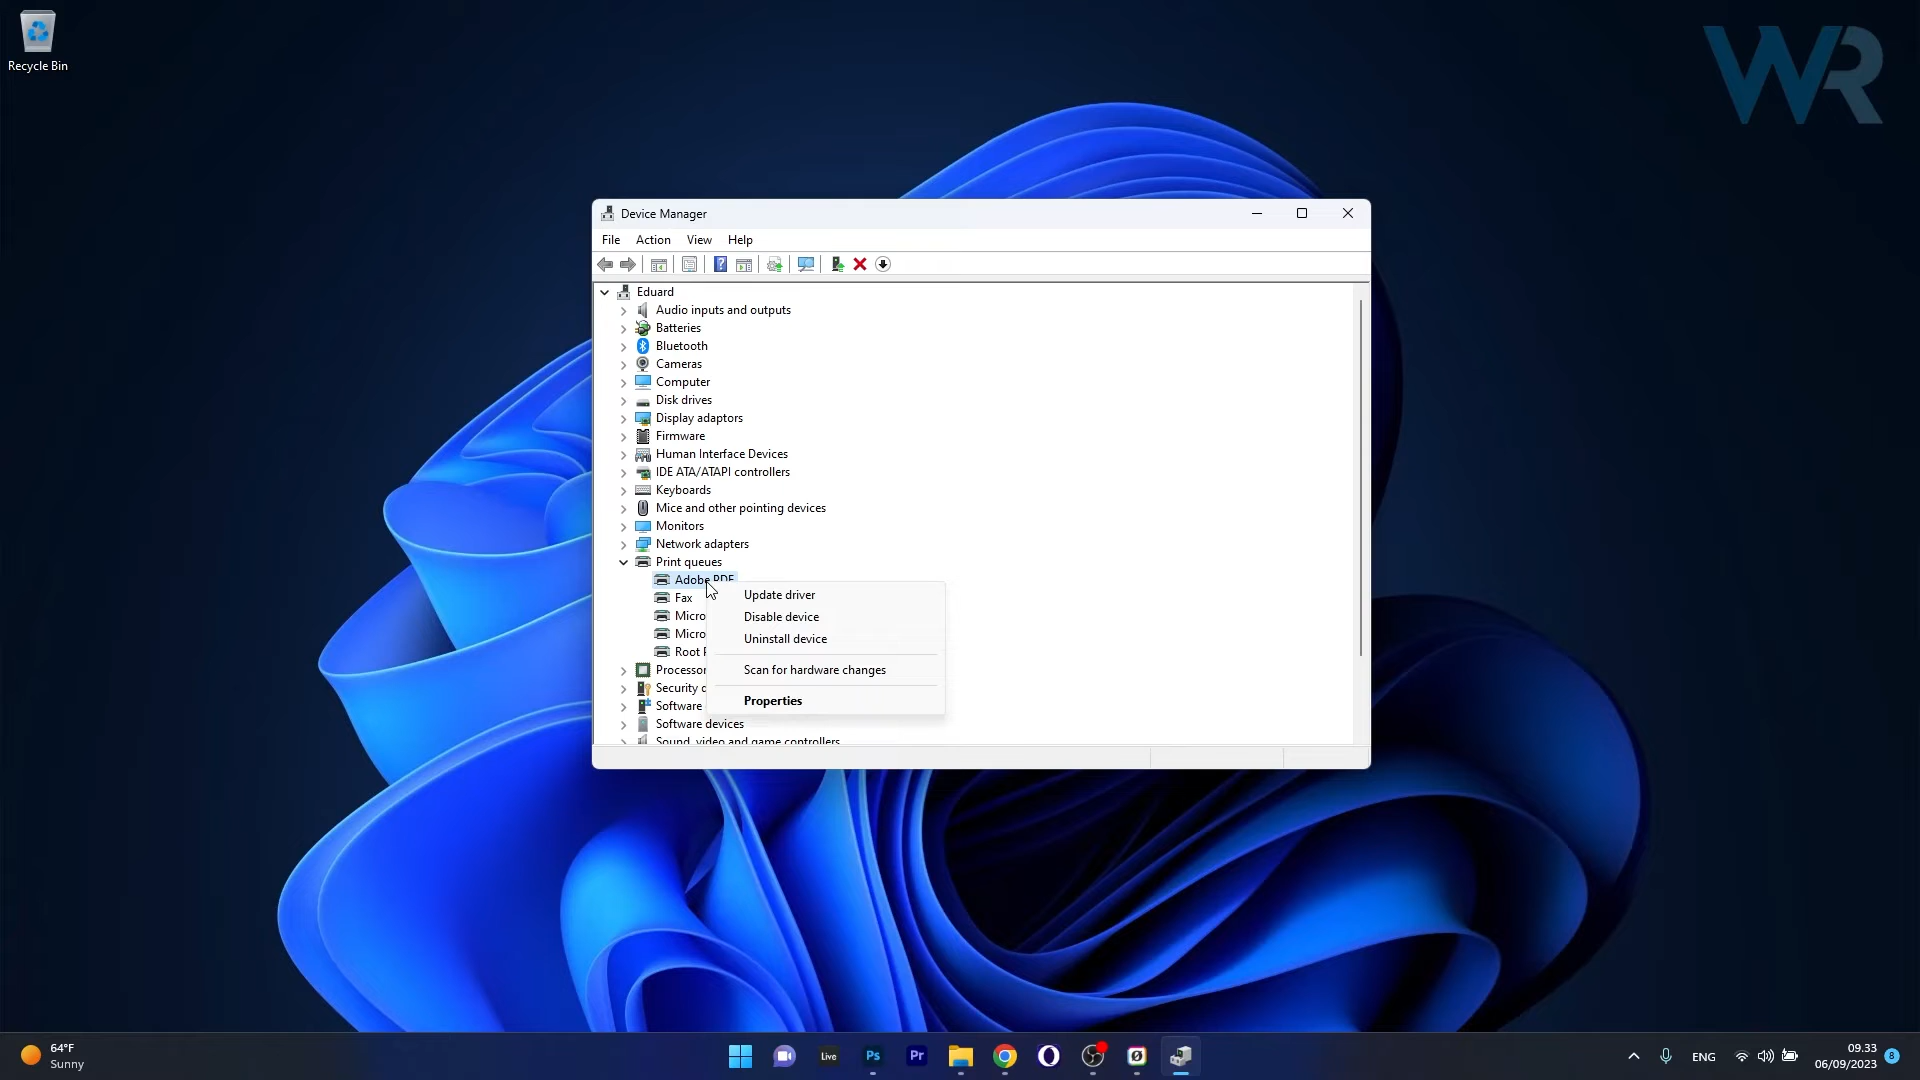 Recycle Bin
WR
Device Manager
File Action View Help
Eduard
Audio inputs and outputs
Batteries
Bluetooth
Cameras
Computer
Disk drives
Display adaptors
Firmware
Human Interface Devices
IDE ATA/ATAPI controllers
Keyboards
Mice and other pointing devices
Monitors
Network adapters
Print queues
Adobe PDF
Fax
Micro
Micro
Root
Processor
Security
Software
Software devices
Sound, video and game controllers
Update driver
Disable device
Uninstall device
Scan for hardware changes
Properties
64°F
Sunny
Live
Ps
Pr
ENG
09.33
06/09/2023
8